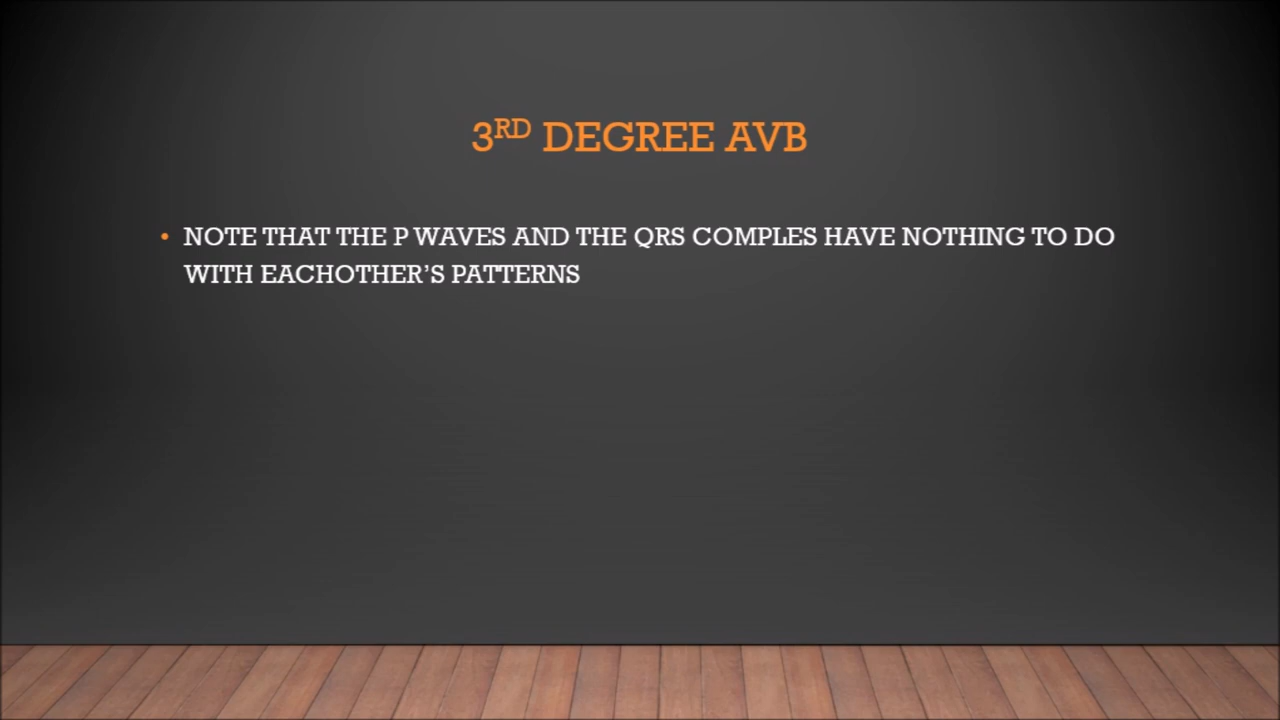 3RD DEGREE AVB
• NOTE THAT THE P WAVES AND THE QRS COMPLES HAVE NOTHING TO DO
WITH EACHOTHER’S PATTERNS